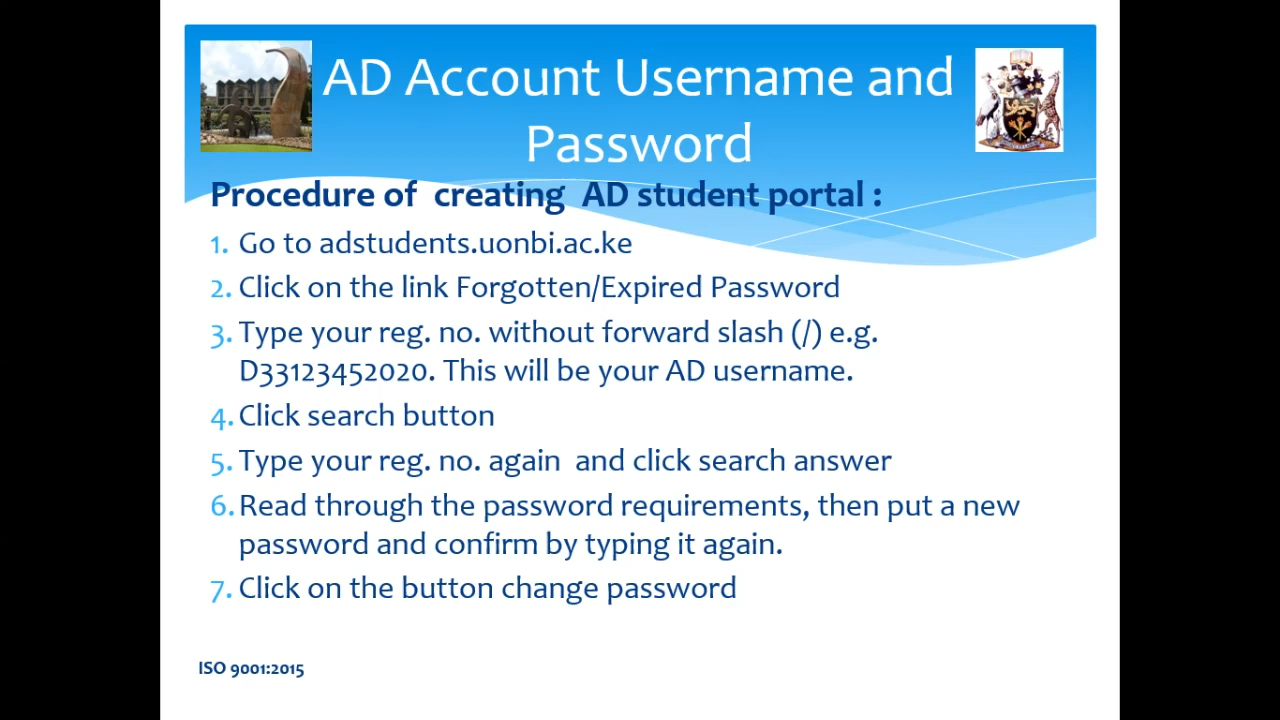 AD Account Username and
Password
Procedure of creating AD student portal :
1. Go to adstudents.uonbi.ac.ke
2. Click on the link Forgotten/Expired Password
3. Type your reg. no. without forward slash (/) e.g.
D33123452020. This will be your AD username.
4. Click search button
5. Type your reg. no. again and click search answer
6. Read through the password requirements, then put a new
password and confirm by typing it again.
7. Click on the button change password
ISO 9001:2015